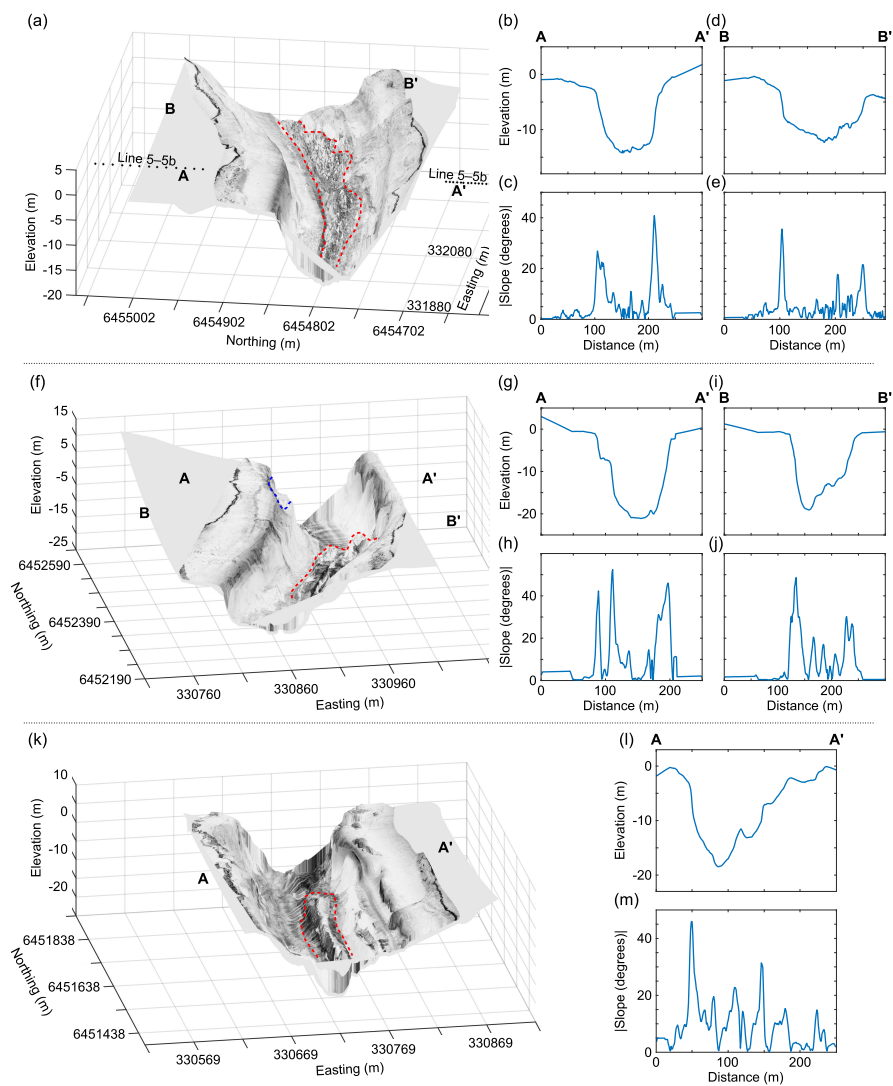 (a)
B
B'
Line 5–5b
A
Line 5–5b
A'
Elevation (m)
5
0
-5
-10
-15
-20
6455002
6454902
6454802
6454702
Northing (m)
332080
331880
Easting (m)
(b)
A
A'
Elevation (m)
0
-10
(c)
|Slope (degrees)|
40
20
0
0
100
200
Distance (m)
(d)
B
B'
(e)
0
100
200
Distance (m)
(f)
A
B
A'
B'
Elevation (m)
15
5
-5
-15
-25
6452590
6452390
6452190
Northing (m)
330760
330860
330960
Easting (m)
(g)
A
A'
Elevation (m)
0
-10
-20
(h)
|Slope (degrees)|
40
20
0
0
100
200
Distance (m)
(i)
B
B'
(j)
0
100
200
Distance (m)
(k)
A
A'
Elevation (m)
10
0
-10
-20
6451838
6451638
6451438
Northing (m)
330569
330669
330769
330869
Easting (m)
(l)
A
A'
Elevation (m)
0
-10
-20
(m)
|Slope (degrees)|
40
20
0
0
100
200
Distance (m)